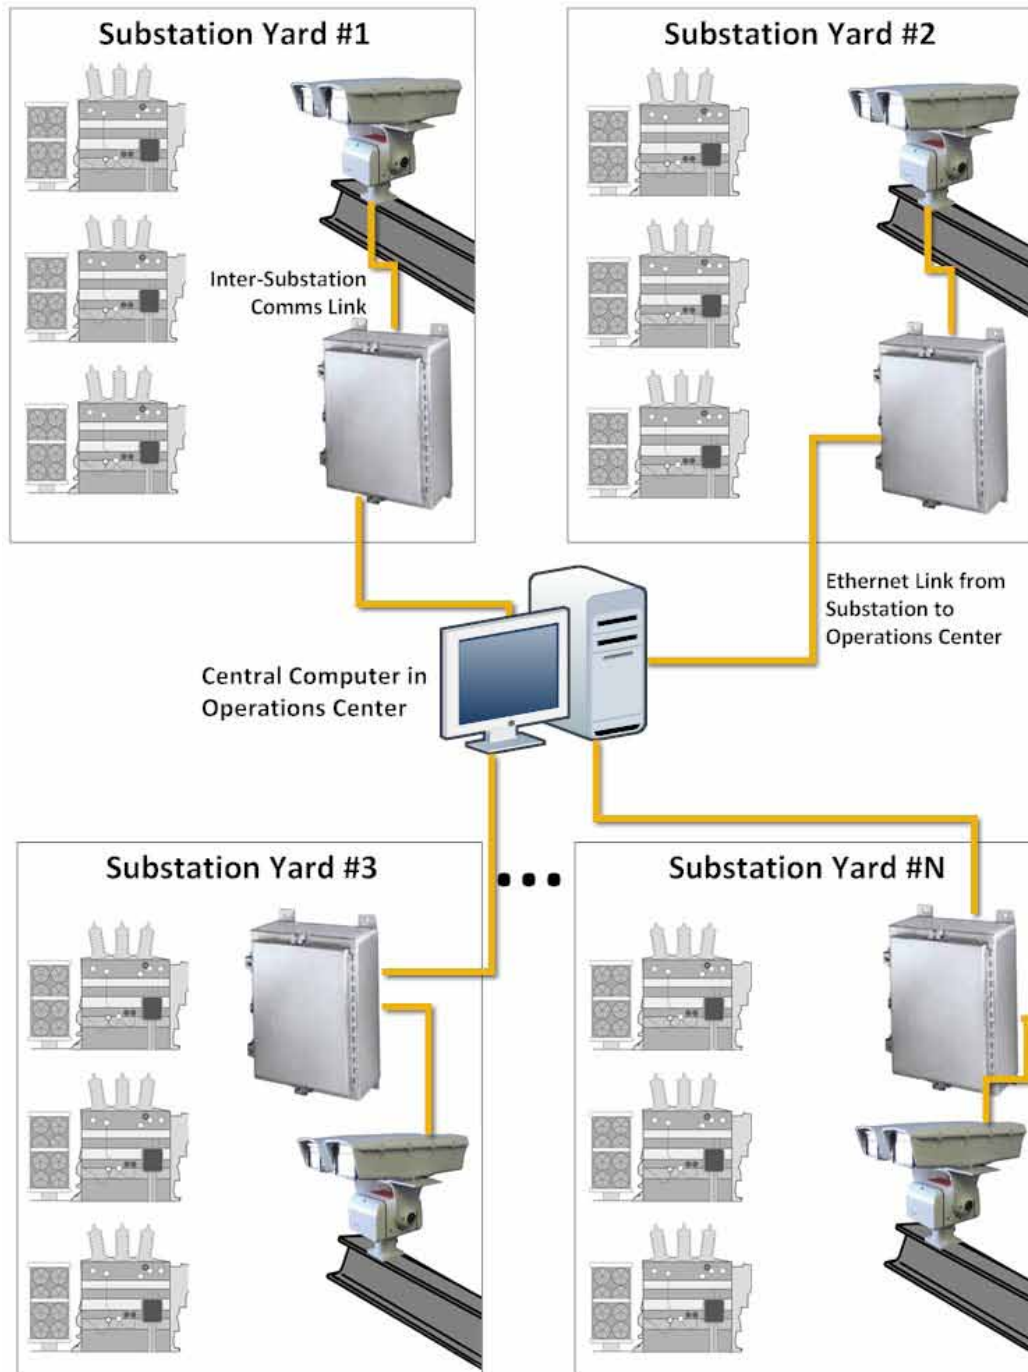 Substation Yard #1
Substation Yard #2
Inter-Substation
Comms Link
Ethernet Link from
Substation to
Operations Center
Central Computer in
Operations Center
Substation Yard #3
Substation Yard #N